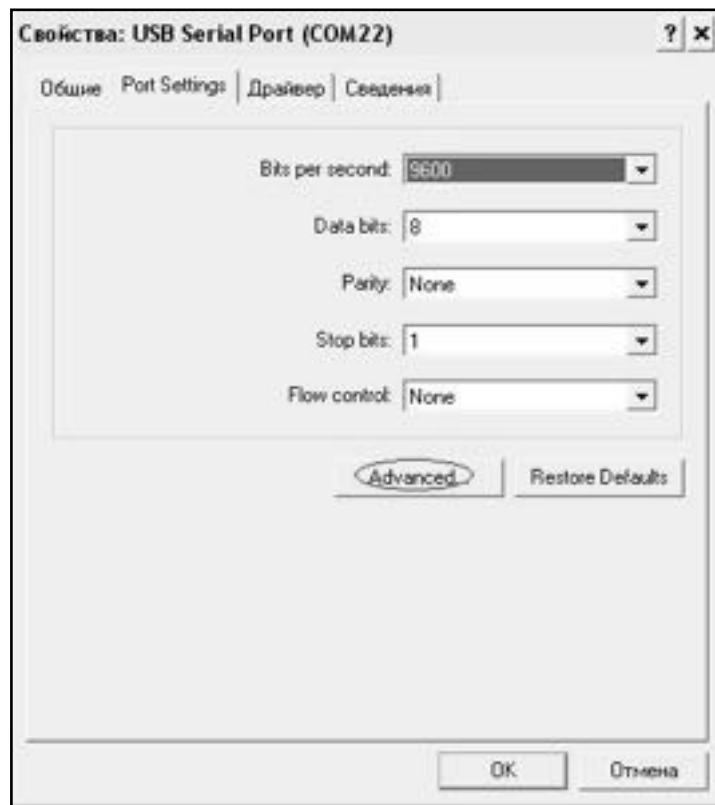 Свойства: USB Serial Port (COM22)
? ×
Общие Port Settings Драйвер Сведения
Bits per second: 9600
Data bits: 8
Parity: None
Stop bits: 1
Flow control: None
Advanced... Restore Defaults
OK Отмена